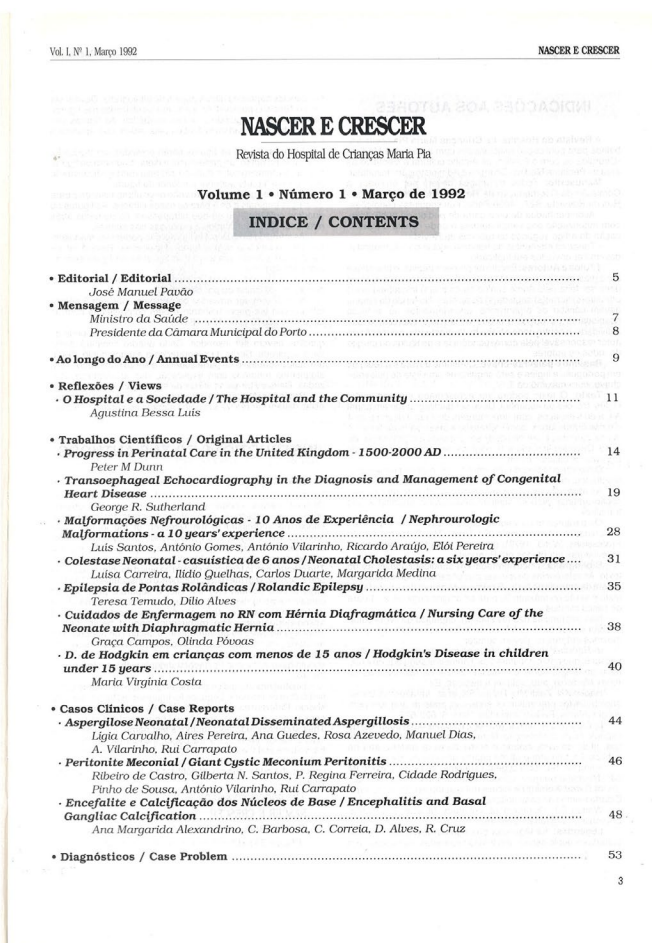 Vol. I, Nº 1, Março 1992 NASCER E CRESCER
NASCER E CRESCER
Revista do Hospital de Crianças Maria Pia
Volume 1 • Número 1 • Março de 1992
INDICE / CONTENTS
• Editorial / Editorial ........ 5
José Manuel Pavão
• Mensagem / Message
Ministro da Saúde ........ 7
Presidente da Câmara Municipal do Porto ........ 8
• Ao longo do Ano / Annual Events ........ 9
• Reflexões / Views
· O Hospital e a Sociedade / The Hospital and the Community ........ 11
Agustina Bessa Luis
• Trabalhos Científicos / Original Articles
· Progress in Perinatal Care in the United Kingdom - 1500-2000 AD ........ 14
Peter M Dunn
· Transoephageal Echocardiography in the Diagnosis and Management of Congenital
Heart Disease ........ 19
George R. Sutherland
· Malformações Nefrourológicas - 10 Anos de Experiência / Nephrourologic
Malformations - a 10 years' experience ........ 28
Luis Santos, António Gomes, António Vilarinho, Ricardo Araújo, Elói Pereira
· Colestase Neonatal - casuistica de 6 anos / Neonatal Cholestasis: a six years' experience .... 31
Luisa Carreira, Ilidio Quelhas, Carlos Duarte, Margarida Medina
· Epilepsia de Pontas Rolândicas / Rolandic Epilepsy ........ 35
Teresa Temudo, Dilio Alves
· Cuidados de Enfermagem no RN com Hérnia Diafragmática / Nursing Care of the
Neonate with Diaphragmatic Hernia ........ 38
Graça Campos, Olinda Póvoas
· D. de Hodgkin em crianças com menos de 15 anos / Hodgkin's Disease in children
under 15 years ........ 40
Maria Virginia Costa
• Casos Clínicos / Case Reports
· Aspergilose Neonatal / Neonatal Disseminated Aspergillosis ........ 44
Ligia Carvalho, Aires Pereira, Ana Guedes, Rosa Azevedo, Manuel Dias,
A. Vilarinho, Rui Carrapato
· Peritonite Meconial / Giant Cystic Meconium Peritonitis ........ 46
Ribeiro de Castro, Gilberta N. Santos, P. Regina Ferreira, Cidade Rodrigues,
Pinho de Sousa, António Vilarinho, Rui Carrapato
· Encefalite e Calcificação dos Núcleos de Base / Encephalitis and Basal
Gangliac Calcification ........ 48
Ana Margarida Alexandrino, C. Barbosa, C. Correia, D. Alves, R. Cruz
• Diagnósticos / Case Problem ........ 53
3